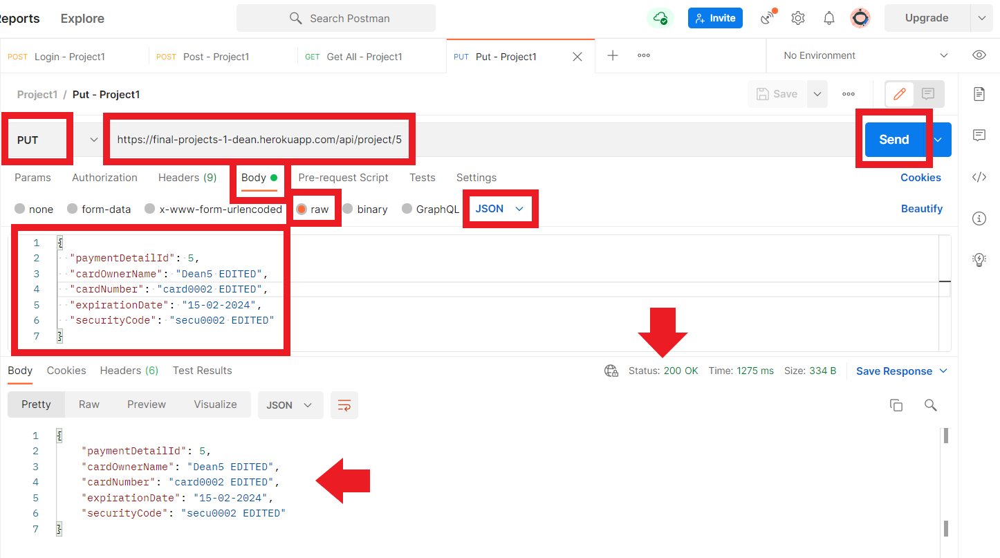 Reports Explore Search Postman Invite Upgrade
POST Login - Project1 POST Post - Project1 GET Get All - Project1 PUT Put - Project1 No Environment
Project1 / Put - Project1 Save
PUT https://final-projects-1-dean.herokuapp.com/api/project/5 Send
Params Authorization Headers (9) Body Pre-request Script Tests Settings Cookies
none form-data x-www-form-urlencoded raw binary GraphQL JSON Beautify
1 {
2 "paymentDetailId": 5,
3 "cardOwnerName": "Dean5 EDITED",
4 "cardNumber": "card0002 EDITED",
5 "expirationDate": "15-02-2024",
6 "securityCode": "secu0002 EDITED"
7 }
Body Cookies Headers (6) Test Results Status: 200 OK Time: 1275 ms Size: 334 B Save Response
Pretty Raw Preview Visualize JSON
1 {
2 "paymentDetailId": 5,
3 "cardOwnerName": "Dean5 EDITED",
4 "cardNumber": "card0002 EDITED",
5 "expirationDate": "15-02-2024",
6 "securityCode": "secu0002 EDITED"
7 }